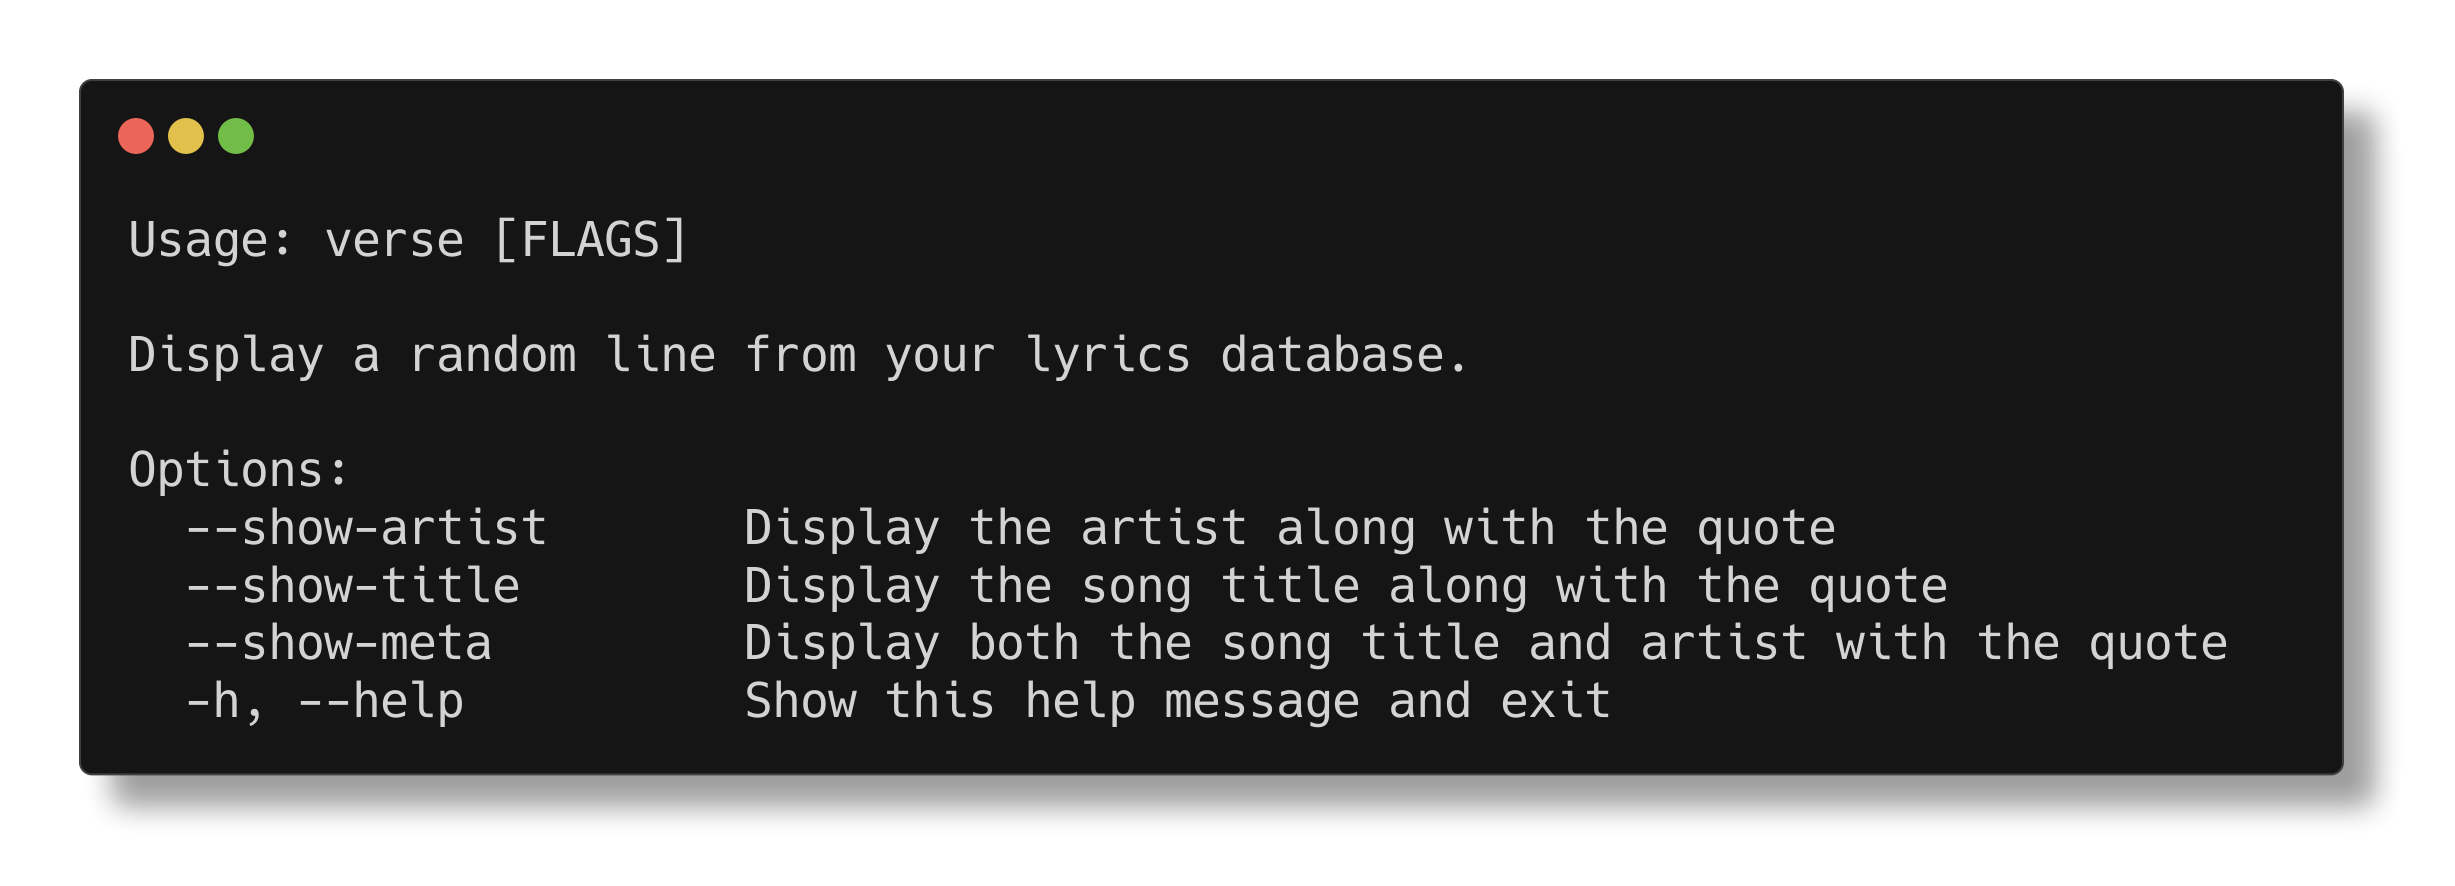 Usage: verse [FLAGS]
Display a random line from your lyrics database.
Options:
--show-artist Display the artist along with the quote
--show-title Display the song title along with the quote
--show-meta Display both the song title and artist with the quote
-h, --help Show this help message and exit